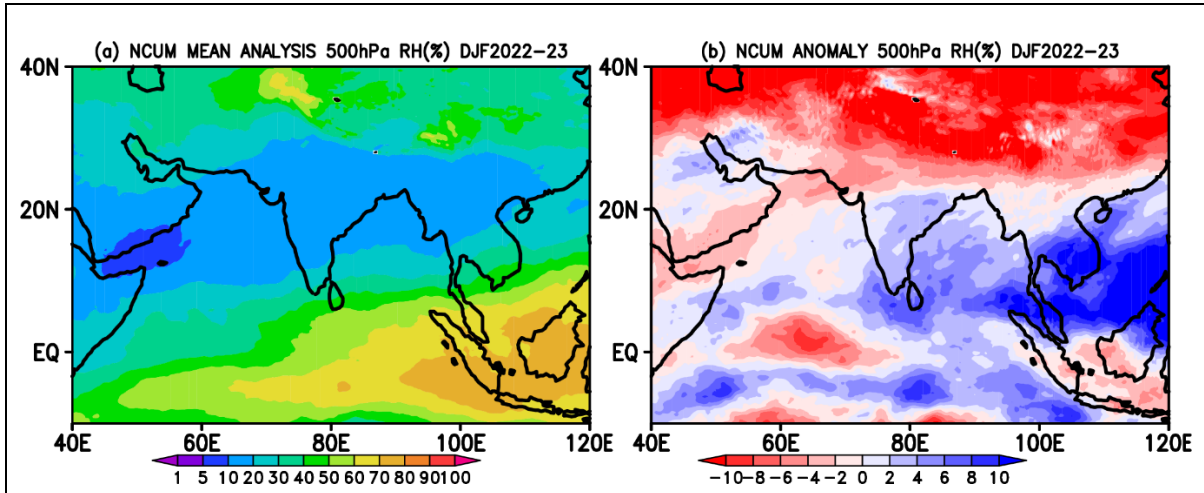 (a) NCUM MEAN ANALYSIS 500hPa RH(%) DJF2022-23
40N
20N
EQ
40E 60E 80E 100E 120E
1 5 10 20 30 40 50 60 70 80 90 100
(b) NCUM ANOMALY 500hPa RH(%) DJF2022-23
40N
20N
EQ
40E 60E 80E 100E 120E
-10 -8 -6 -4 -2 0 2 4 6 8 10